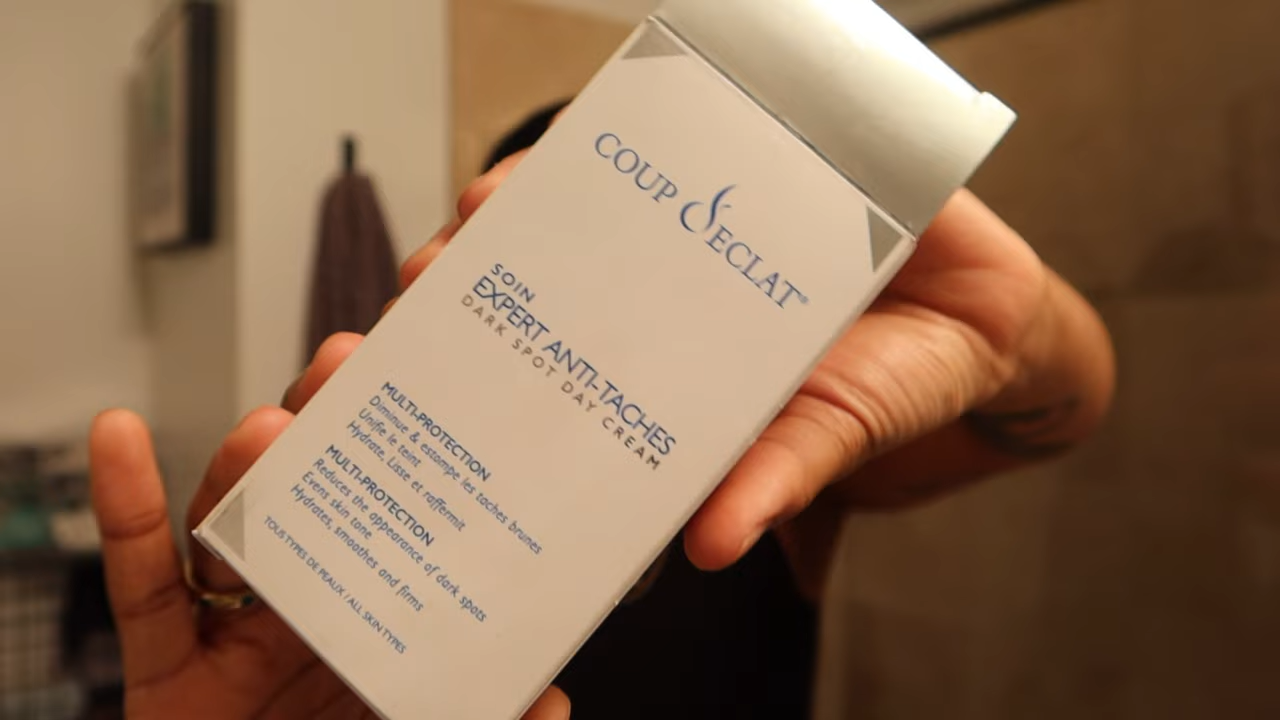 COUP D'ECLAT®
SOIN
EXPERT ANTI-TACHES
DARK SPOT DAY CREAM
MULTI-PROTECTION
Diminue & estompe les taches brunes
Unifie le teint
Hydrate, Lisse et raffermit
MULTI-PROTECTION
Reduces the appearance of dark spots
Evens skin tone
Hydrates, smoothes and firms
TOUS TYPES DE PEAUX / ALL SKIN TYPES